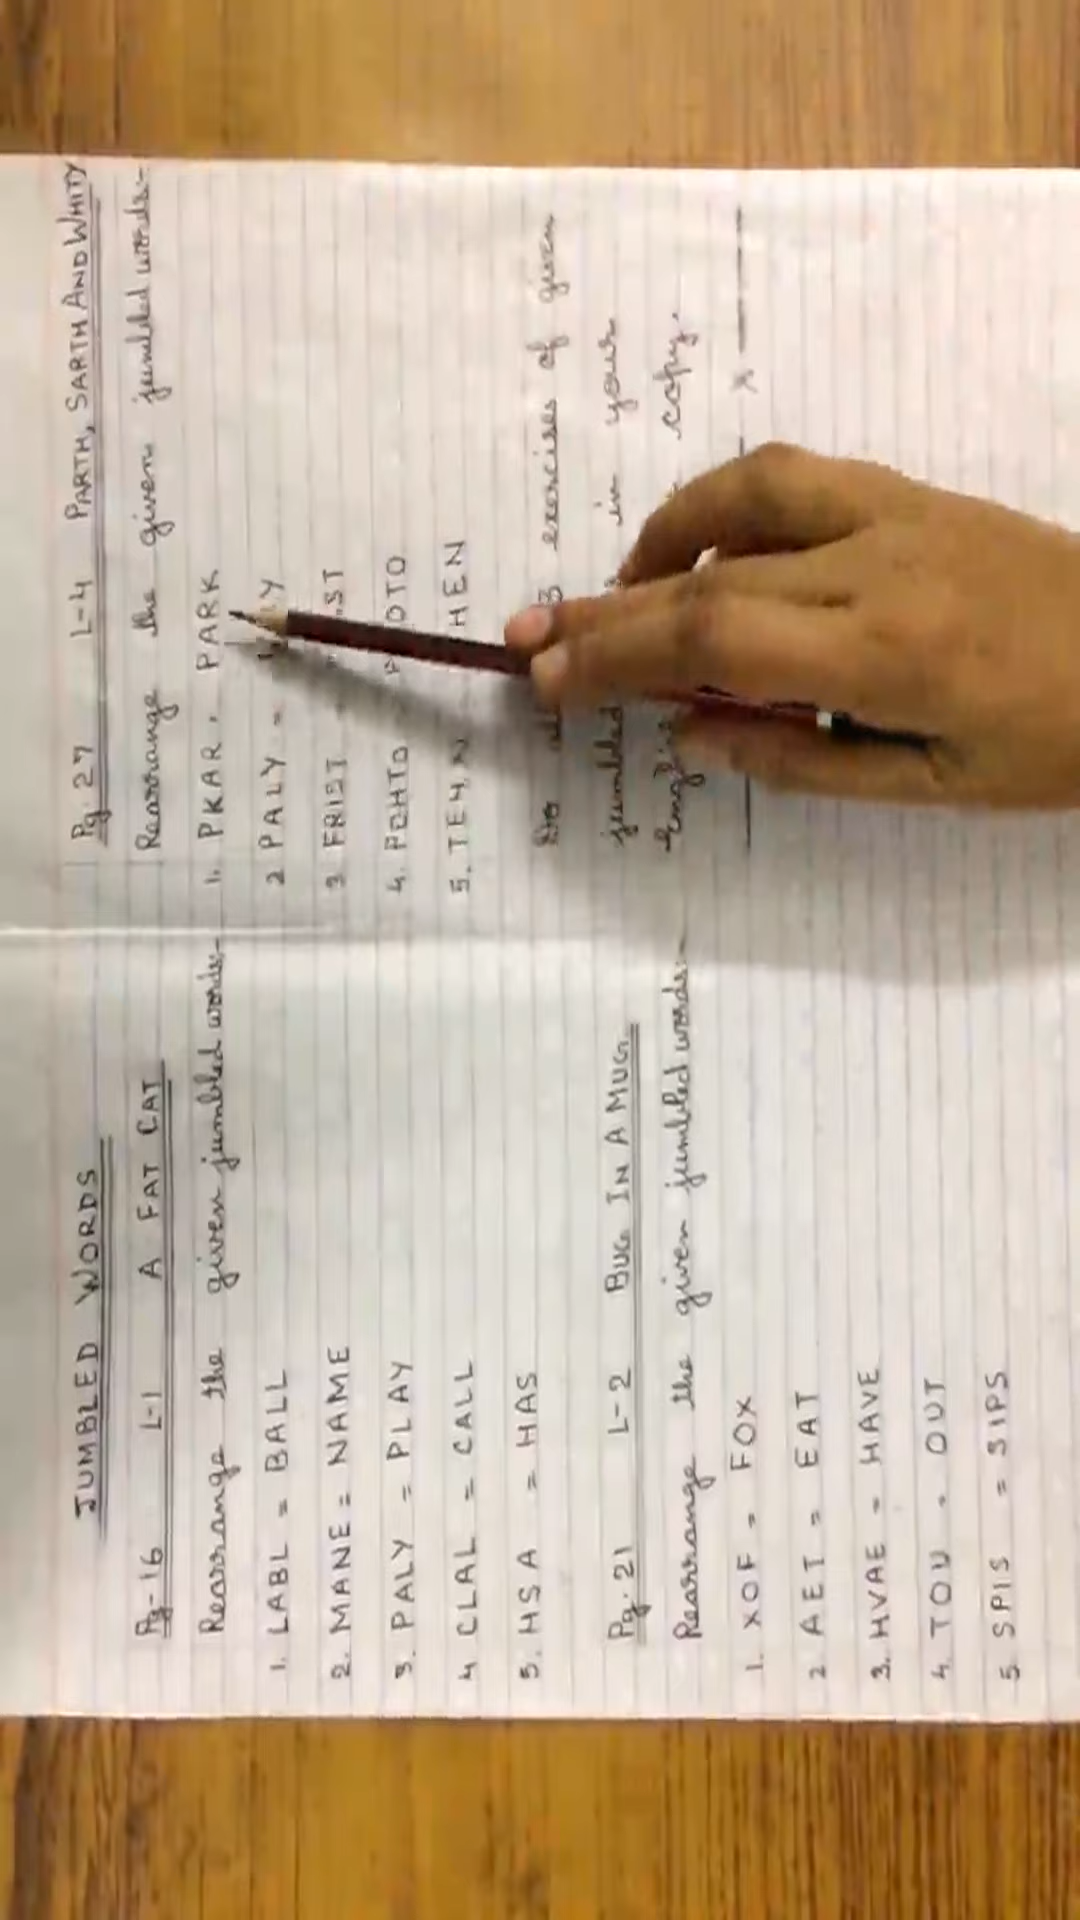 JUMBLED WORDS
Pg-16 L-1 A FAT CAT
Rearrange the given jumbled words:-
1. LABL = BALL
2. MANE = NAME
3. PALY = PLAY
4 CLAL = CALL
5. HSA = HAS
Pg. 21 L-2 BUG IN A MUG
Rearrange the given jumbled words:-
1. XOF = FOX
2 AET = EAT
3. HVAE = HAVE
4. TOU = OUT
5 SPIS = SIPS
Pg. 27 L-4 PARTH, SARTH AND WHITY
Rearrange the given jumbled words:-
1. PKAR, PARK
2 PALY =
3 FRIST
4. POHTO
5. TEHN
Do exercises of given
jumbled in your
copy.
x